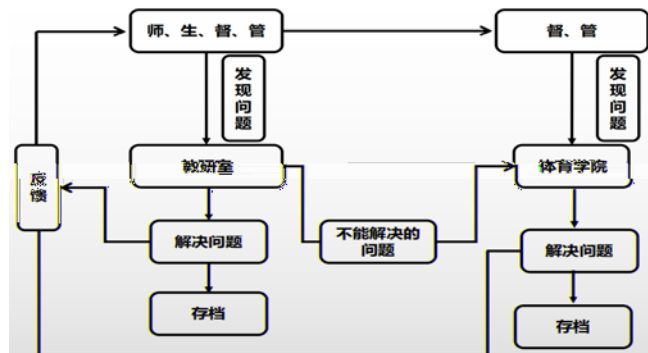 师、生、督、管
督、管
发现问题
发现问题
反馈
教研室
体育学院
解决问题
不能解决的
问题
解决问题
存档
存档